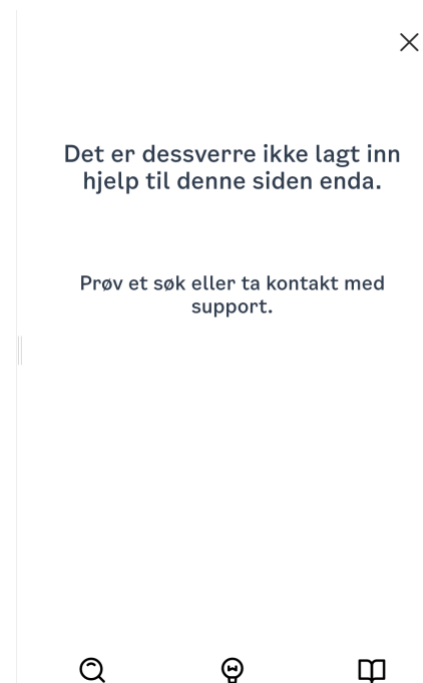 Det er dessverre ikke lagt inn
hjelp til denne siden enda.
Prøv et søk eller ta kontakt med
support.